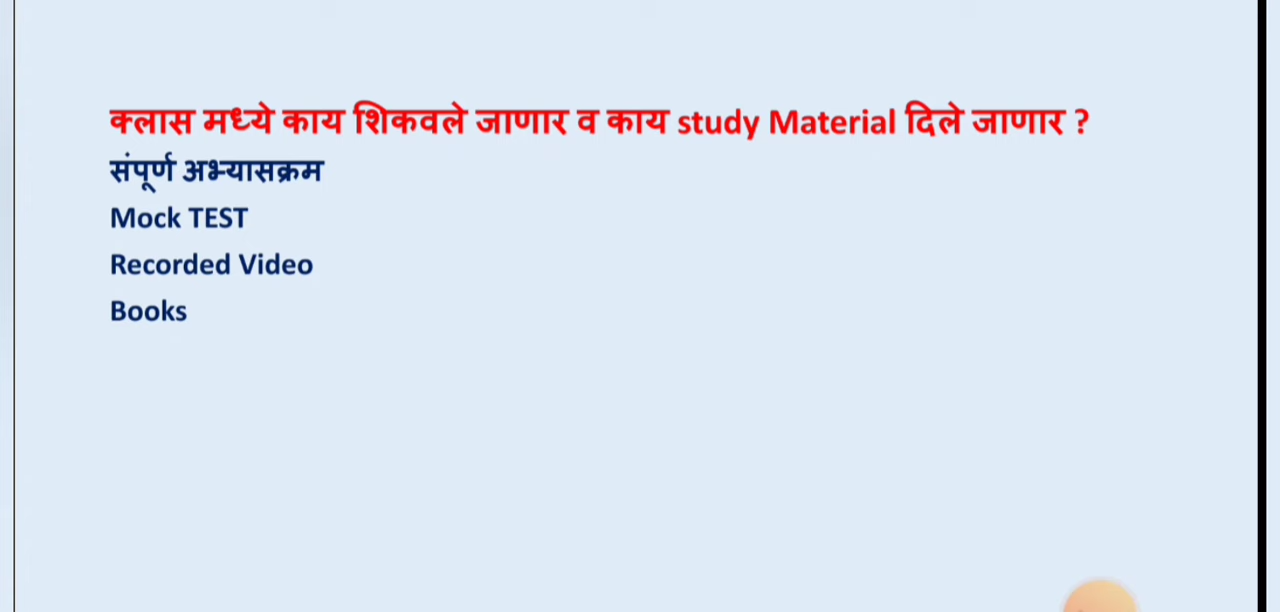 क्लास मध्ये काय शिकवले जाणार व काय study Material दिले जाणार ?
संपूर्ण अभ्यासक्रम
Mock TEST
Recorded Video
Books